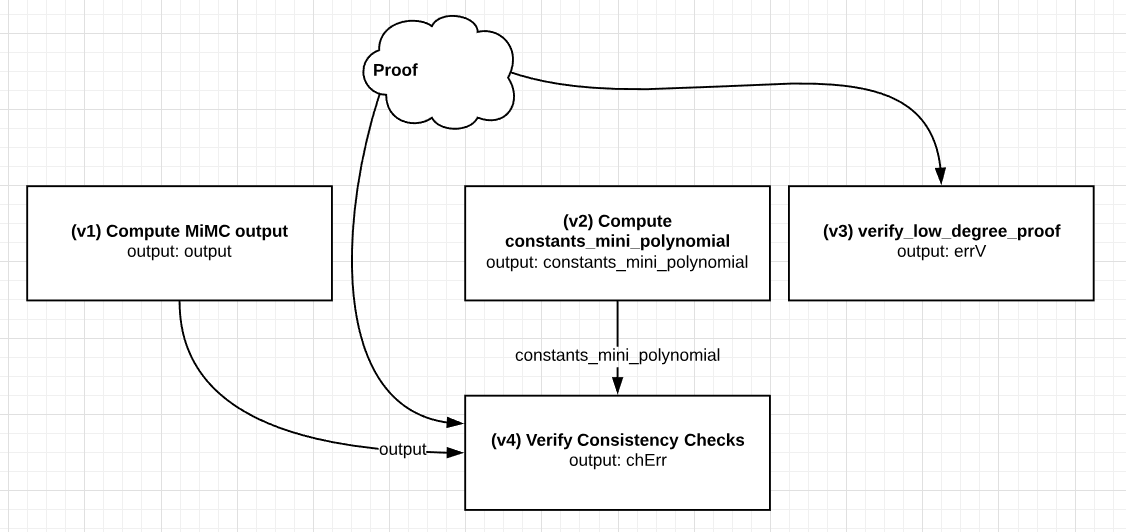 Proof
(v1) Compute MiMC output
output: output
(v2) Compute
constants_mini_polynomial
output: constants_mini_polynomial
(v3) verify_low_degree_proof
output: errV
constants_mini_polynomial
output
(v4) Verify Consistency Checks
output: chErr